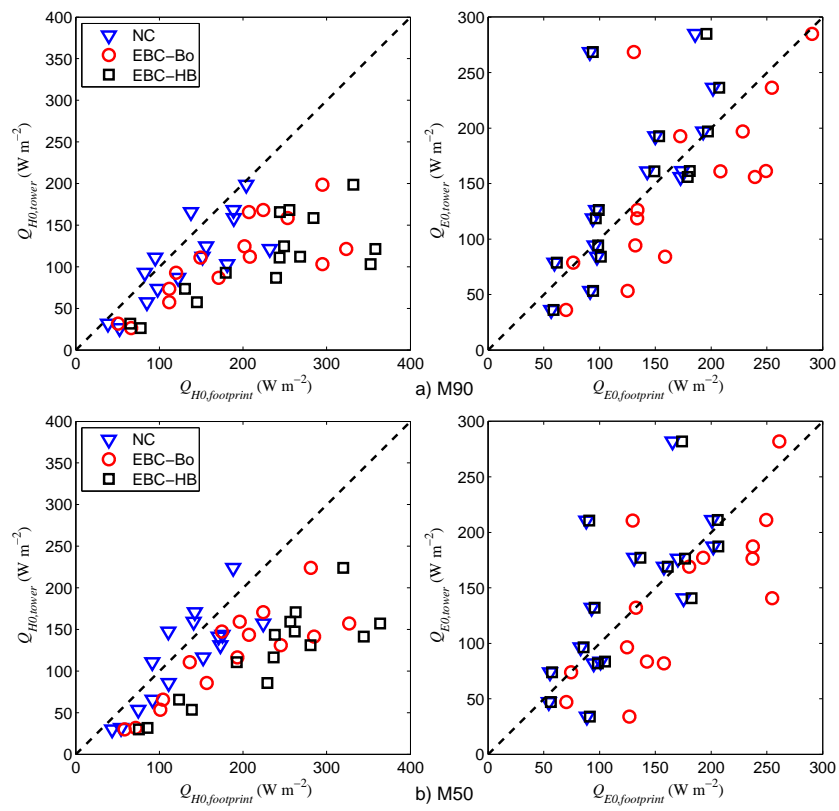 400
350
300
250
200
150
100
50
0
Q_H0,tower (W m−2)
NC
EBC−Bo
EBC−HB
0 100 200 300 400
Q_H0,footprint (W m−2)
300
250
200
150
100
50
0
Q_E0,tower (W m−2)
0 50 100 150 200 250 300
Q_E0,footprint (W m−2)
a) M90
400
350
300
250
200
150
100
50
0
Q_H0,tower (W m−2)
NC
EBC−Bo
EBC−HB
0 100 200 300 400
Q_H0,footprint (W m−2)
300
250
200
150
100
50
0
Q_E0,tower (W m−2)
0 50 100 150 200 250 300
Q_E0,footprint (W m−2)
b) M50